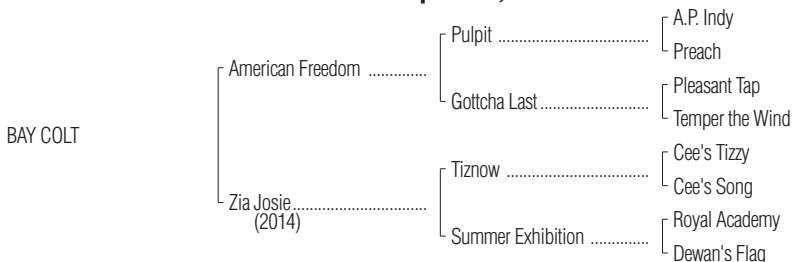 A.P. Indy
Pulpit
Preach
American Freedom
Pleasant Tap
Gottcha Last
Temper the Wind
BAY COLT
Cee's Tizzy
Tiznow
Cee's Song
Zia Josie
(2014)
Royal Academy
Summer Exhibition
Dewan's Flag